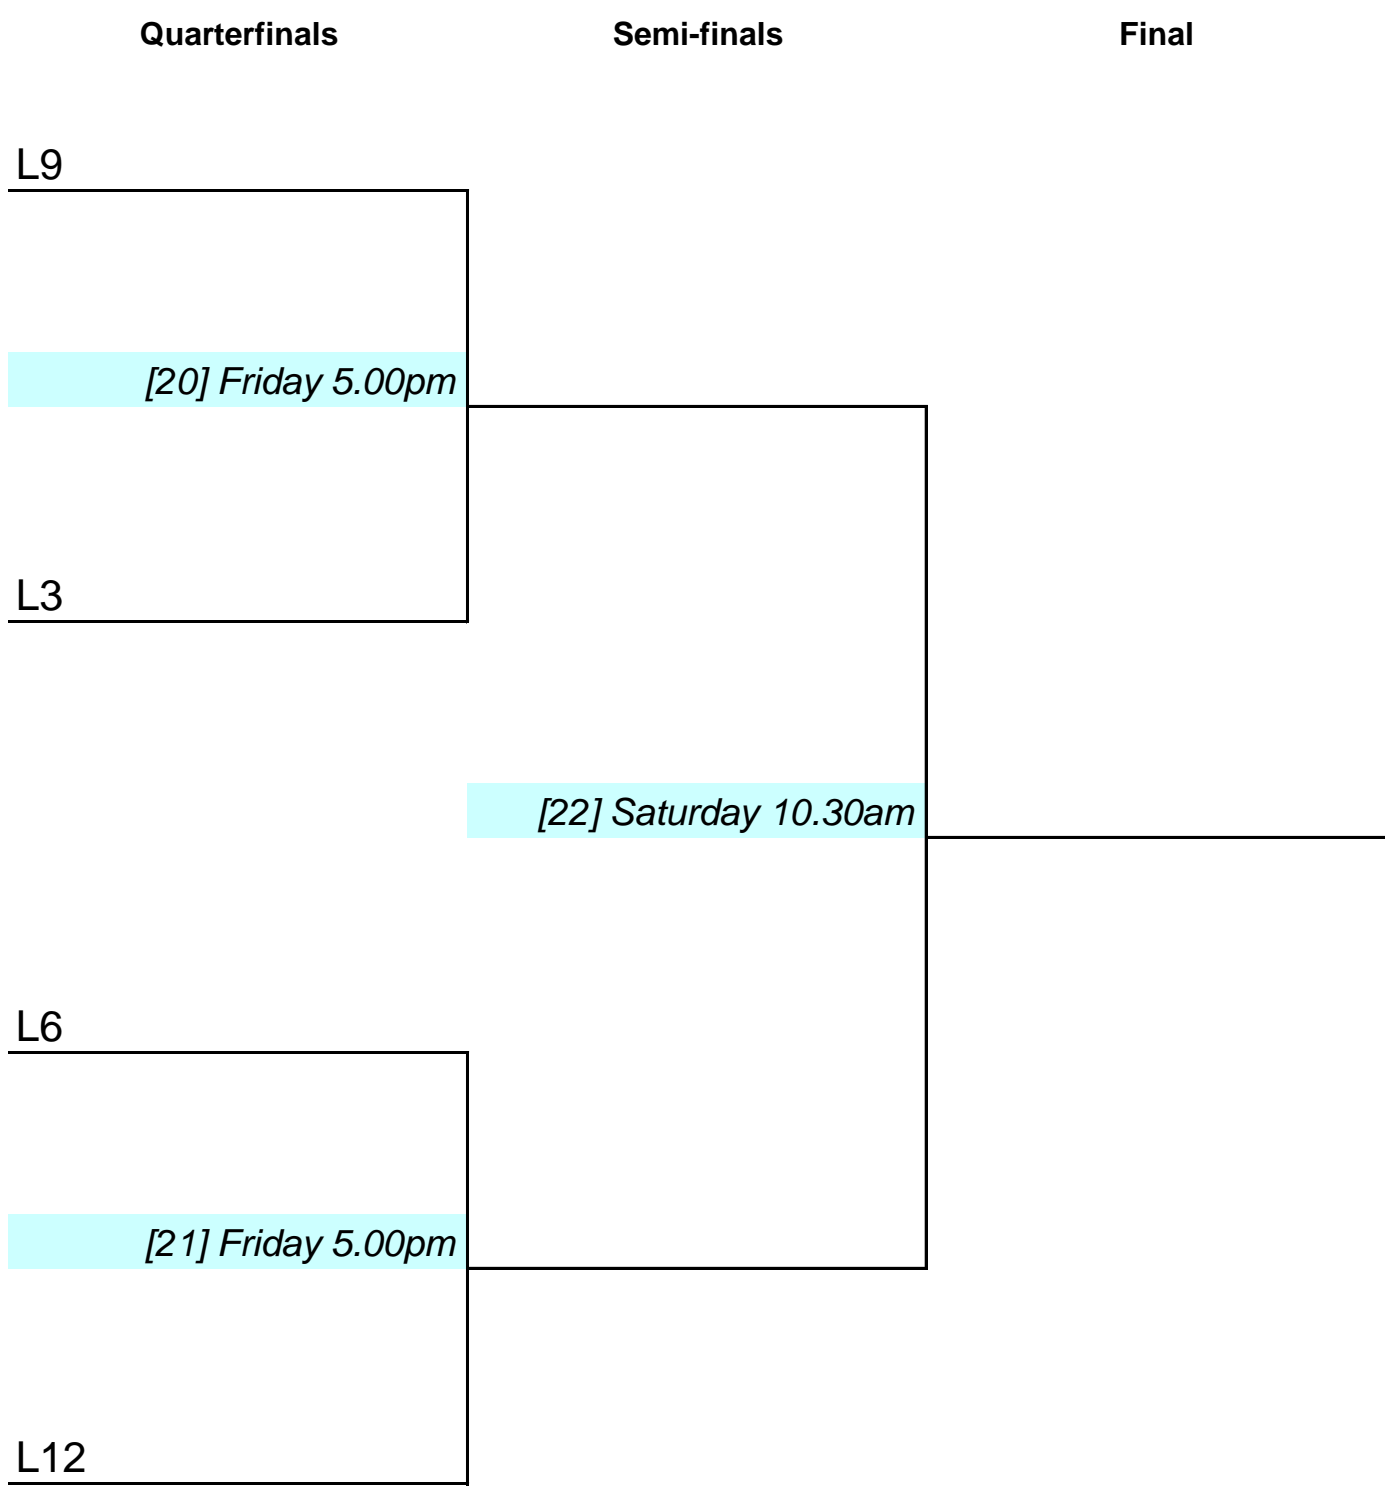 Quarterfinals Semi-finals Final
L9
[20] Friday 5.00pm
L3
[22] Saturday 10.30am
L6
[21] Friday 5.00pm
L12